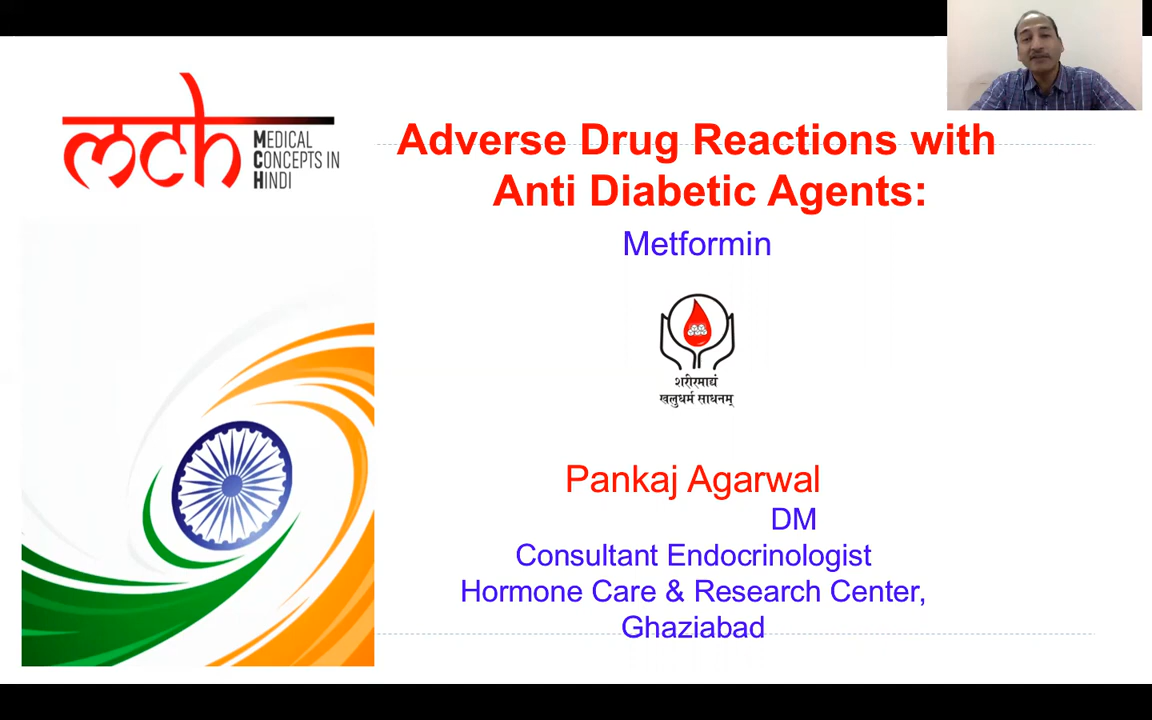 mch
MEDICAL
CONCEPTS IN
HINDI
Adverse Drug Reactions with
Anti Diabetic Agents:
Metformin
शरीरमाद्यं
खलुधर्म साधनम्
Pankaj Agarwal
DM
Consultant Endocrinologist
Hormone Care & Research Center,
Ghaziabad